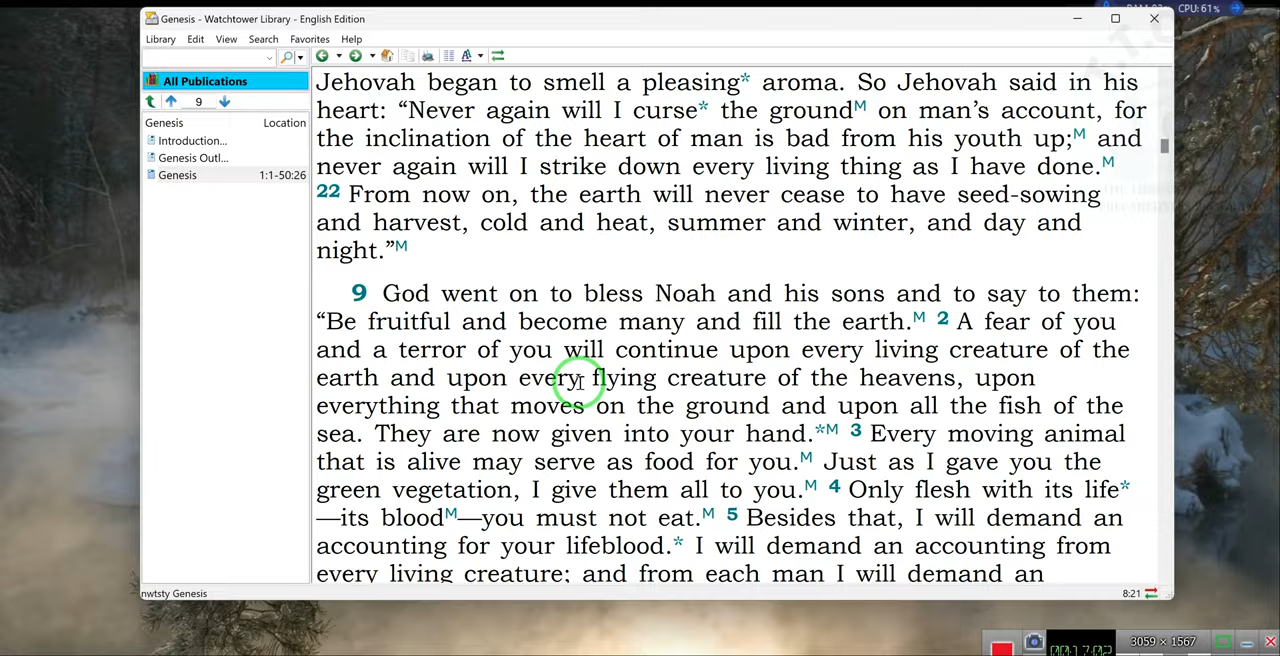 RAM: 83% CPU: 61%
Genesis - Watchtower Library - English Edition
Library Edit View Search Favorites Help
All Publications
9
Genesis Location
Introduction...
Genesis Outl...
Genesis 1:1-50:26
Jehovah began to smell a pleasing* aroma. So Jehovah said in his
heart: “Never again will I curse* the groundM on man’s account, for
the inclination of the heart of man is bad from his youth up;M and
never again will I strike down every living thing as I have done.M
22 From now on, the earth will never cease to have seed-sowing
and harvest, cold and heat, summer and winter, and day and
night.”M
9 God went on to bless Noah and his sons and to say to them:
“Be fruitful and become many and fill the earth.M 2 A fear of you
and a terror of you will continue upon every living creature of the
earth and upon every flying creature of the heavens, upon
everything that moves on the ground and upon all the fish of the
sea. They are now given into your hand.*M 3 Every moving animal
that is alive may serve as food for you.M Just as I gave you the
green vegetation, I give them all to you.M 4 Only flesh with its life*
—its bloodM—you must not eat.M 5 Besides that, I will demand an
accounting for your lifeblood.* I will demand an accounting from
every living creature; and from each man I will demand an
nwtsty Genesis 8:21
00:17:02 3059 × 1567